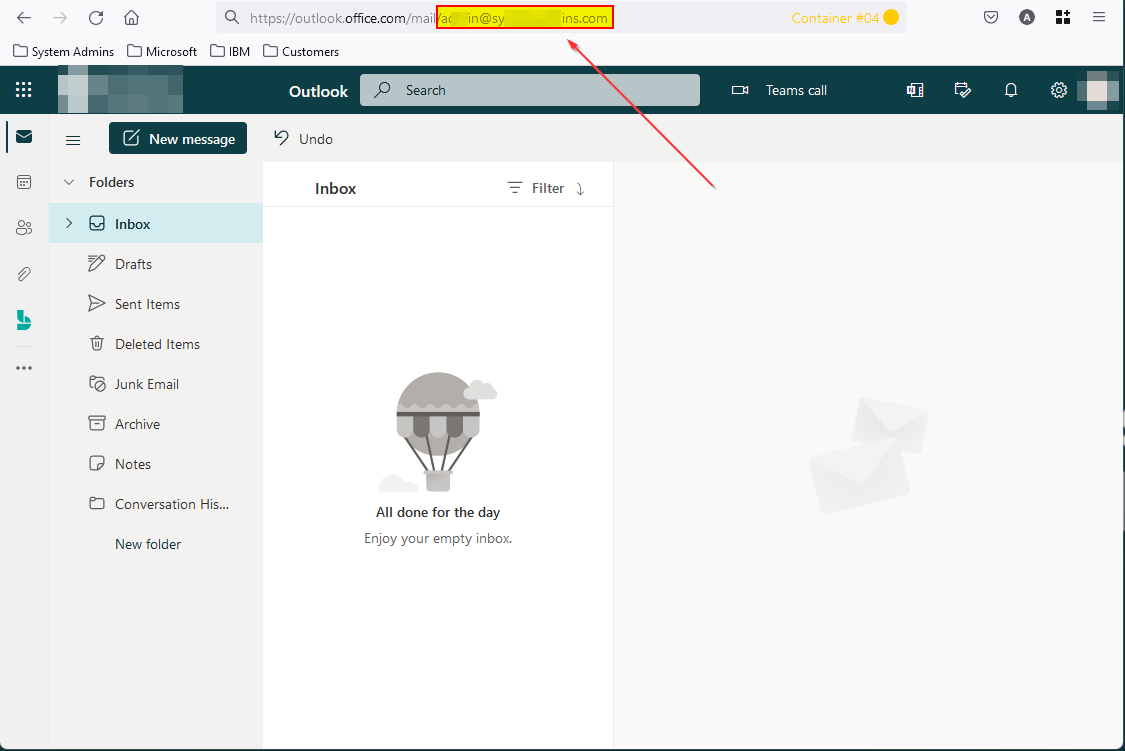 https://outlook.office.com/mail/ad in@sy ins.com
Container #04
A
System Admins Microsoft IBM Customers
Outlook
Search
Teams call
New message
Undo
Folders
Inbox
Filter
Inbox
Drafts
Sent Items
Deleted Items
Junk Email
Archive
Notes
Conversation His...
New folder
All done for the day
Enjoy your empty inbox.